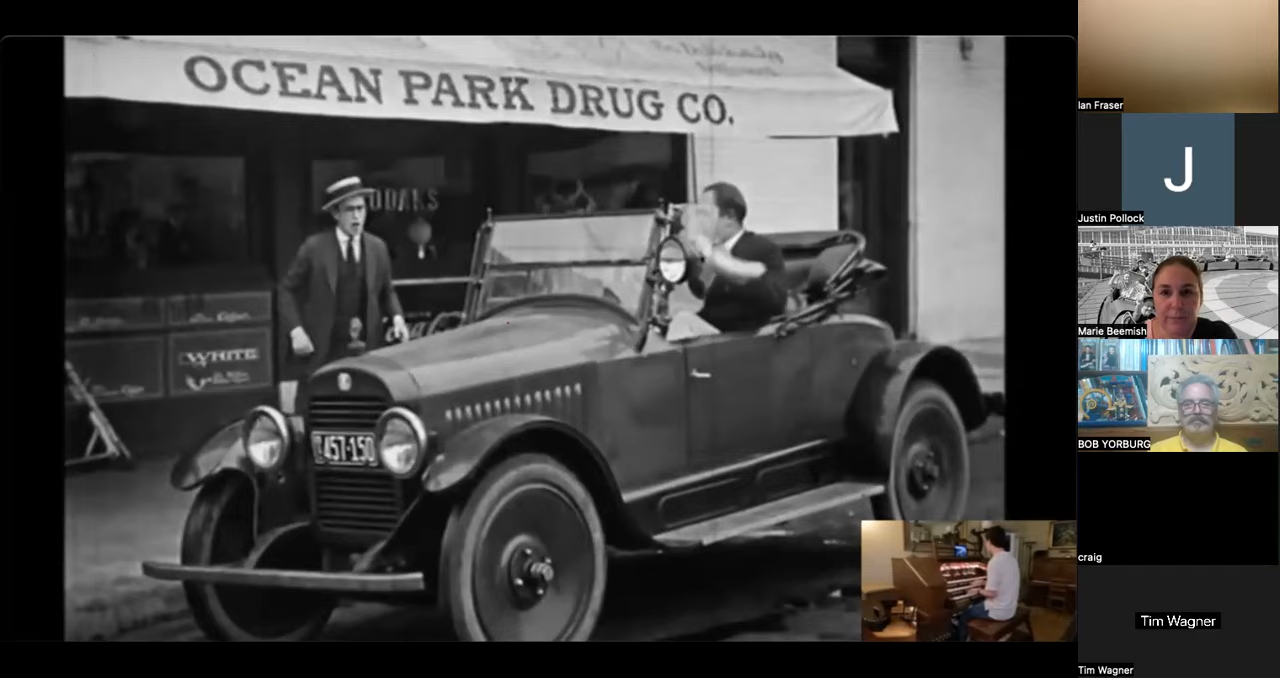 OCEAN PARK DRUG CO.
WHITE
457-150
Ian Fraser
J
Justin Pollock
Marie Beemish
BOB YORBURG
craig
Tim Wagner
Tim Wagner